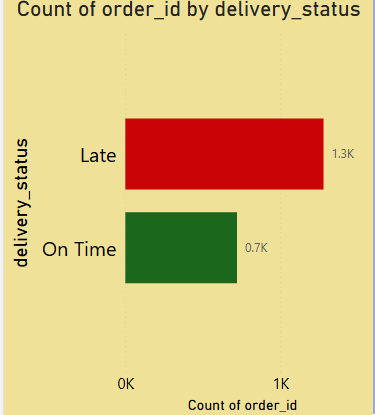 Count of order_id by delivery_status
delivery_status
Late
1.3K
On Time
0.7K
0K
1K
Count of order_id